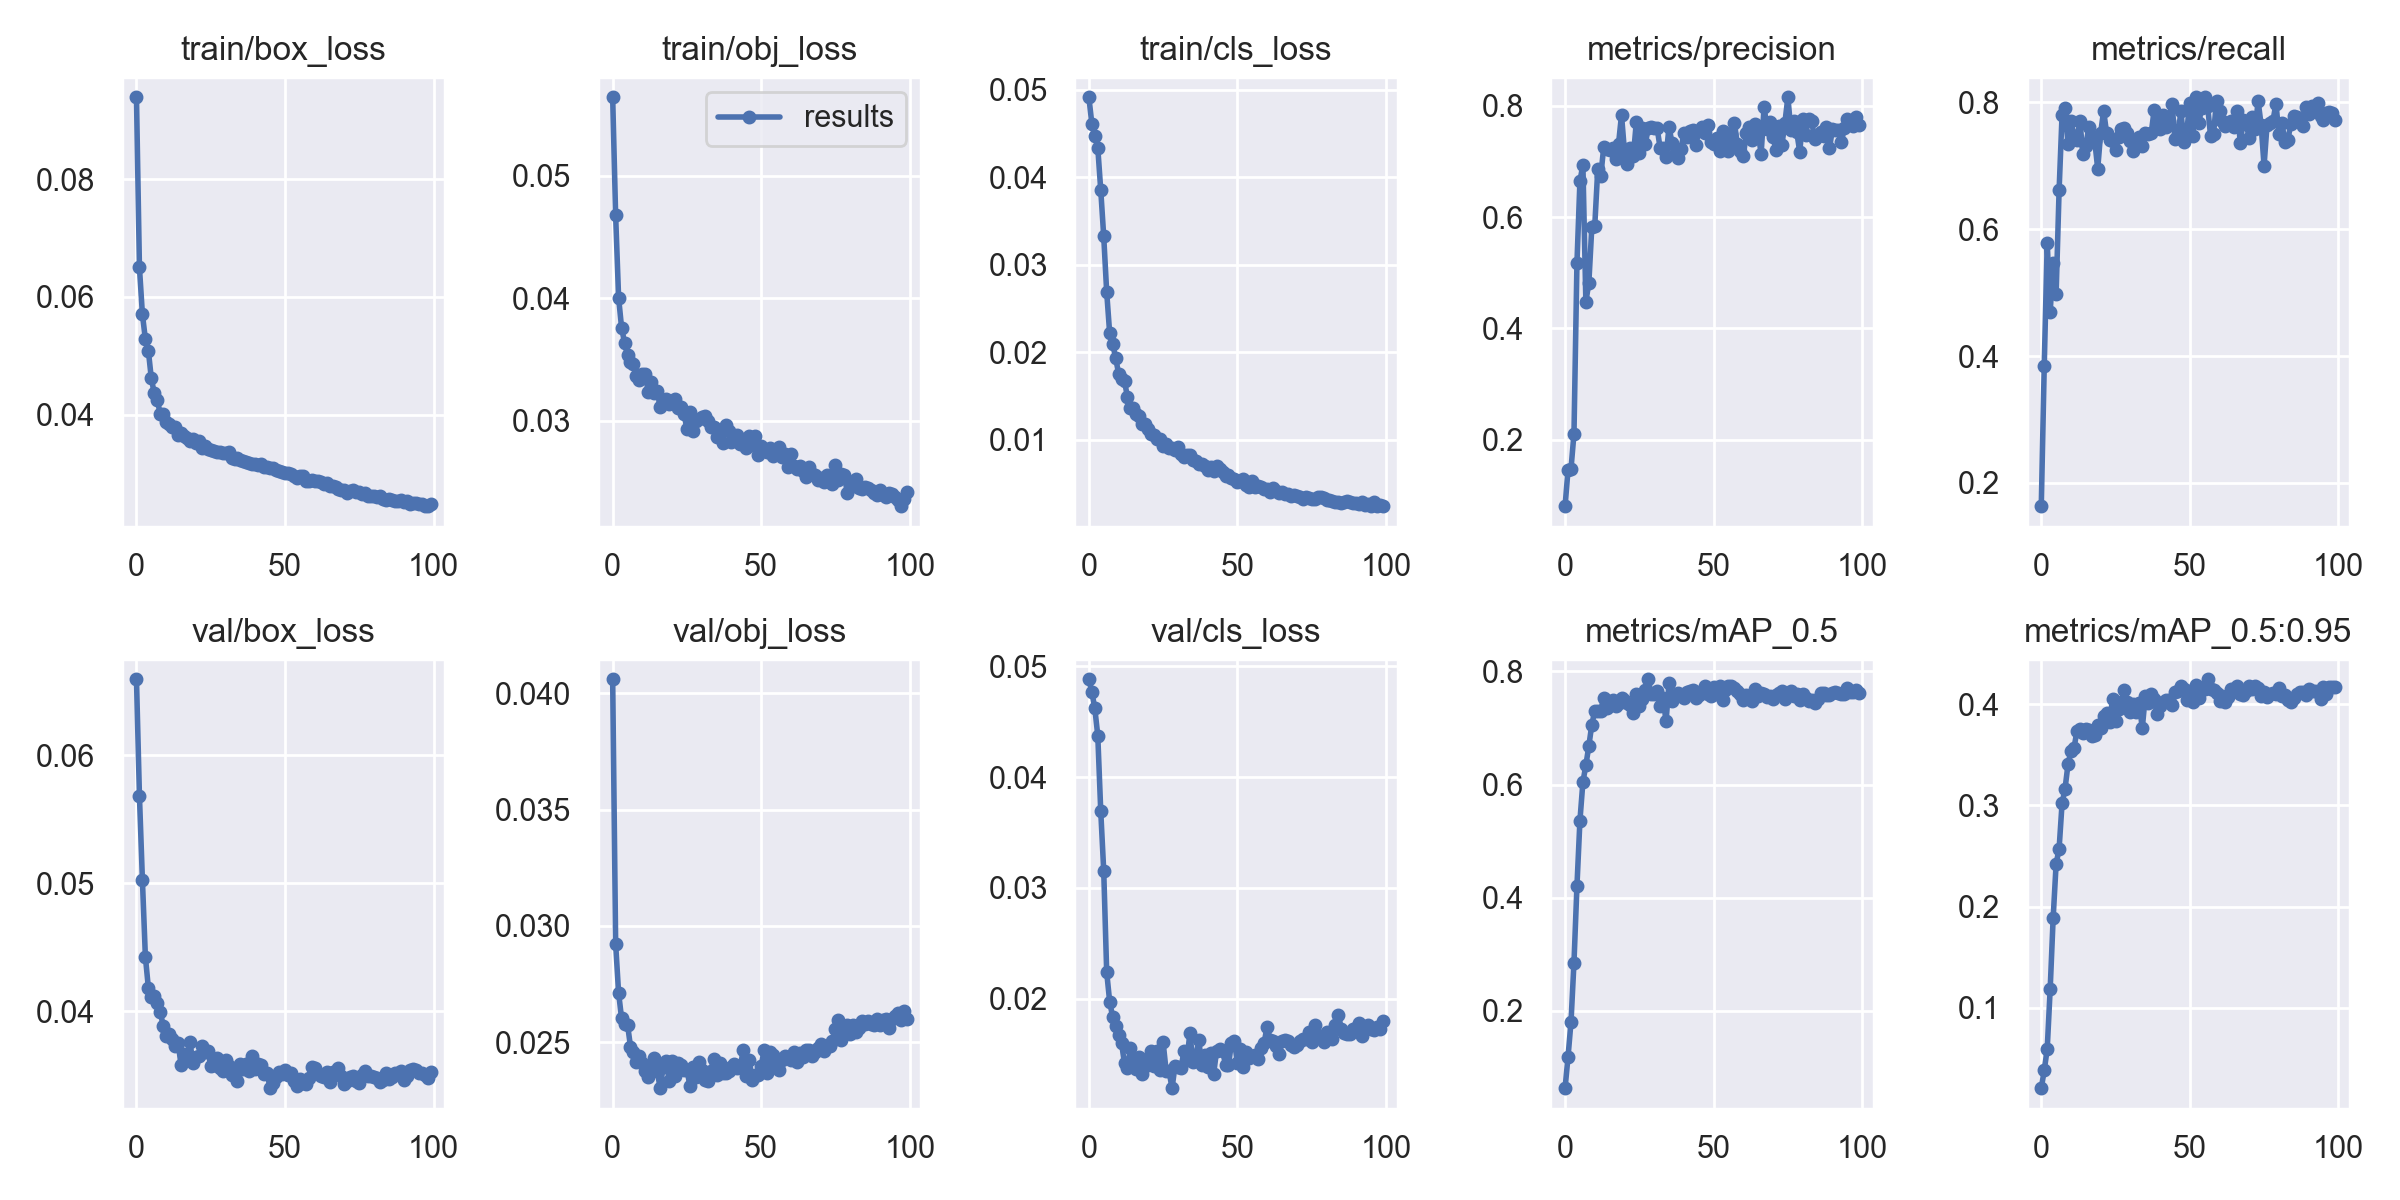 train/box_loss
0.08
0.06
0.04
0 50 100
train/obj_loss
results
0.05
0.04
0.03
0 50 100
train/cls_loss
0.05
0.04
0.03
0.02
0.01
0 50 100
metrics/precision
0.8
0.6
0.4
0.2
0 50 100
metrics/recall
0.8
0.6
0.4
0.2
0 50 100
val/box_loss
0.06
0.05
0.04
0 50 100
val/obj_loss
0.040
0.035
0.030
0.025
0 50 100
val/cls_loss
0.05
0.04
0.03
0.02
0 50 100
metrics/mAP_0.5
0.8
0.6
0.4
0.2
0 50 100
metrics/mAP_0.5:0.95
0.4
0.3
0.2
0.1
0 50 100